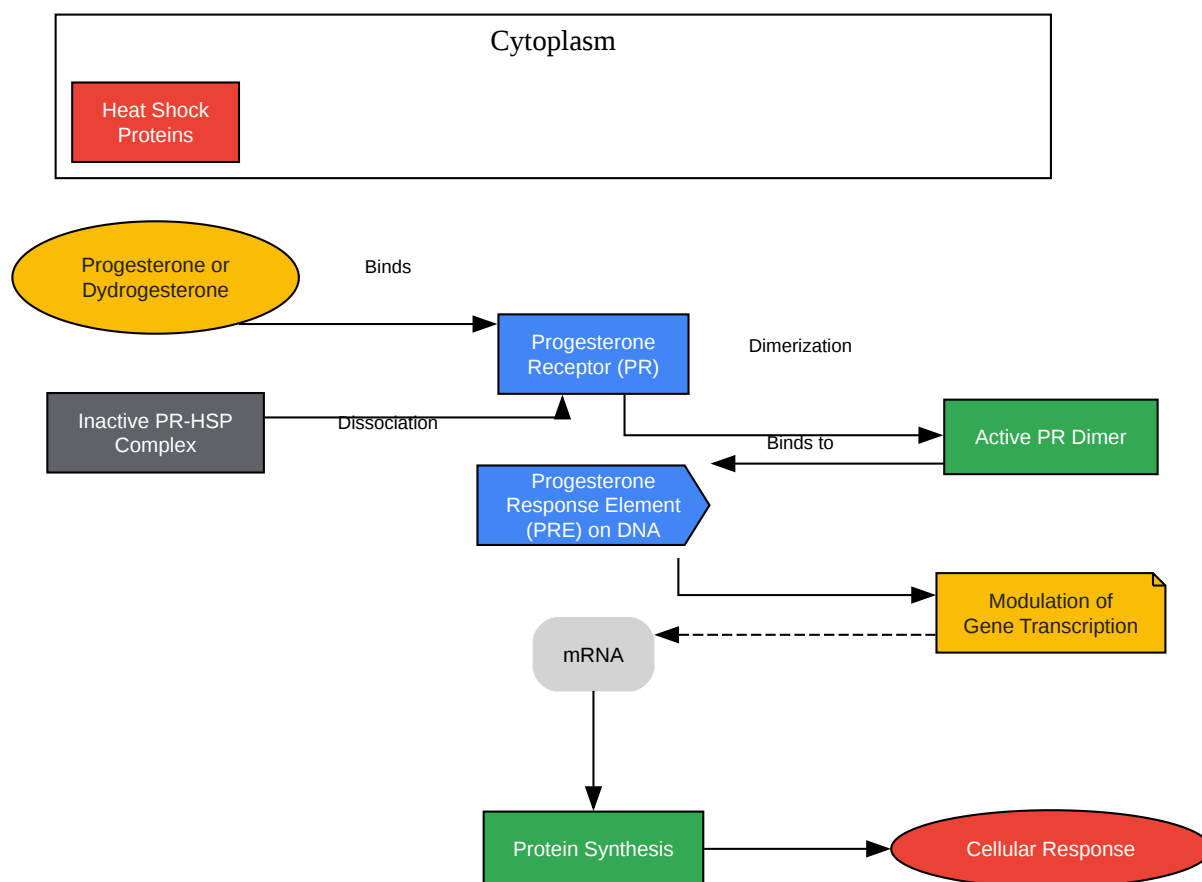 Cytoplasm
Heat Shock
Proteins
Progesterone or
Dydrogesterone
Binds
Progesterone
Receptor (PR)
Dimerization
Inactive PR-HSP
Complex
Dissociation
Active PR Dimer
Binds to
Progesterone
Response Element
(PRE) on DNA
Modulation of
Gene Transcription
mRNA
Protein Synthesis
Cellular Response